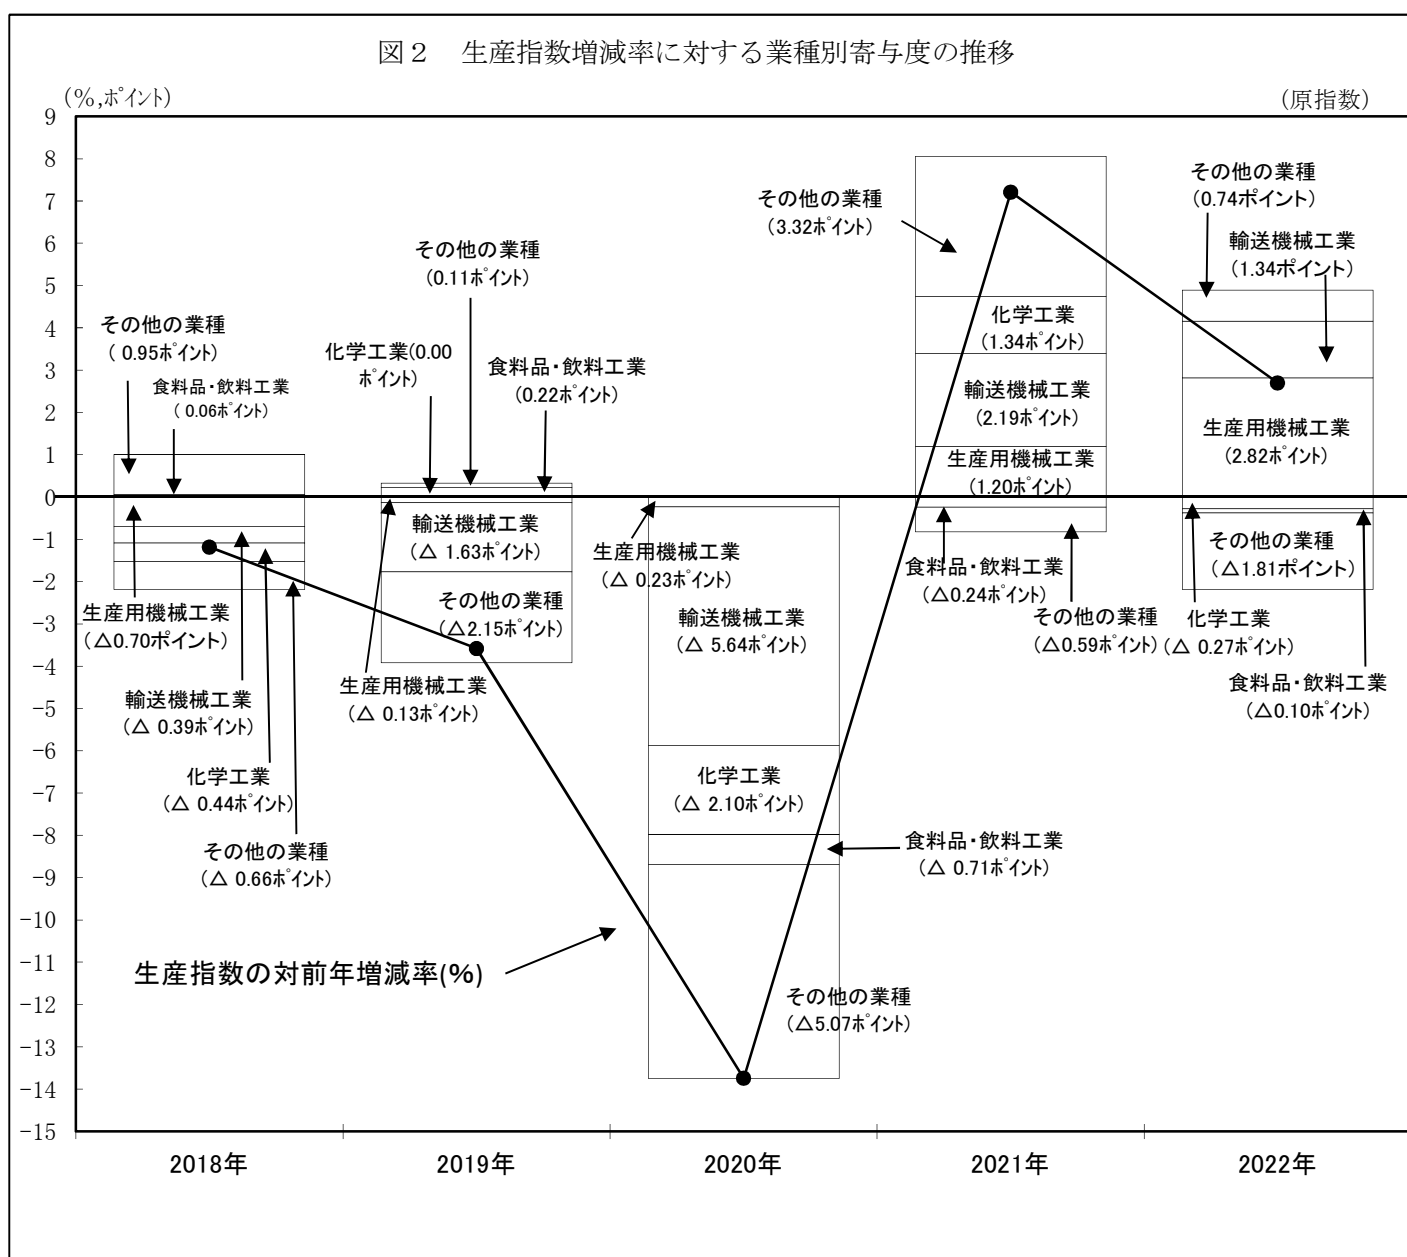 図２　生産指数増減率に対する業種別寄与度の推移
(%,ﾎﾟｲﾝﾄ)
(原指数)
9
8
7
6
5
4
3
2
1
0
-1
-2
-3
-4
-5
-6
-7
-8
-9
-10
-11
-12
-13
-14
-15
その他の業種
( 0.95ﾎﾟｲﾝﾄ)
食料品・飲料工業
( 0.06ﾎﾟｲﾝﾄ)
生産用機械工業
(△0.70ポイント)
輸送機械工業
(△ 0.39ﾎﾟｲﾝﾄ)
化学工業
(△ 0.44ﾎﾟｲﾝﾄ)
その他の業種
(△ 0.66ﾎﾟｲﾝﾄ)
その他の業種
(0.11ﾎﾟｲﾝﾄ)
化学工業(0.00
ﾎﾟｲﾝﾄ)
食料品・飲料工業
(0.22ﾎﾟｲﾝﾄ)
輸送機械工業
(△ 1.63ﾎﾟｲﾝﾄ)
その他の業種
(△2.15ﾎﾟｲﾝﾄ)
生産用機械工業
(△ 0.13ﾎﾟｲﾝﾄ)
生産用機械工業
(△ 0.23ﾎﾟｲﾝﾄ)
輸送機械工業
(△ 5.64ﾎﾟｲﾝﾄ)
化学工業
(△ 2.10ﾎﾟｲﾝﾄ)
食料品・飲料工業
(△ 0.71ﾎﾟｲﾝﾄ)
その他の業種
(△5.07ﾎﾟｲﾝﾄ)
生産指数の対前年増減率(%)
その他の業種
(3.32ﾎﾟｲﾝﾄ)
化学工業
(1.34ﾎﾟｲﾝﾄ)
輸送機械工業
(2.19ﾎﾟｲﾝﾄ)
生産用機械工業
(1.20ﾎﾟｲﾝﾄ)
食料品・飲料工業
(△0.24ﾎﾟｲﾝﾄ)
その他の業種
(△0.59ﾎﾟｲﾝﾄ)
その他の業種
(0.74ポイント)
輸送機械工業
(1.34ポイント)
生産用機械工業
(2.82ﾎﾟｲﾝﾄ)
その他の業種
(△1.81ポイント)
化学工業
(△ 0.27ﾎﾟｲﾝﾄ)
食料品・飲料工業
(△0.10ﾎﾟｲﾝﾄ)
2018年
2019年
2020年
2021年
2022年